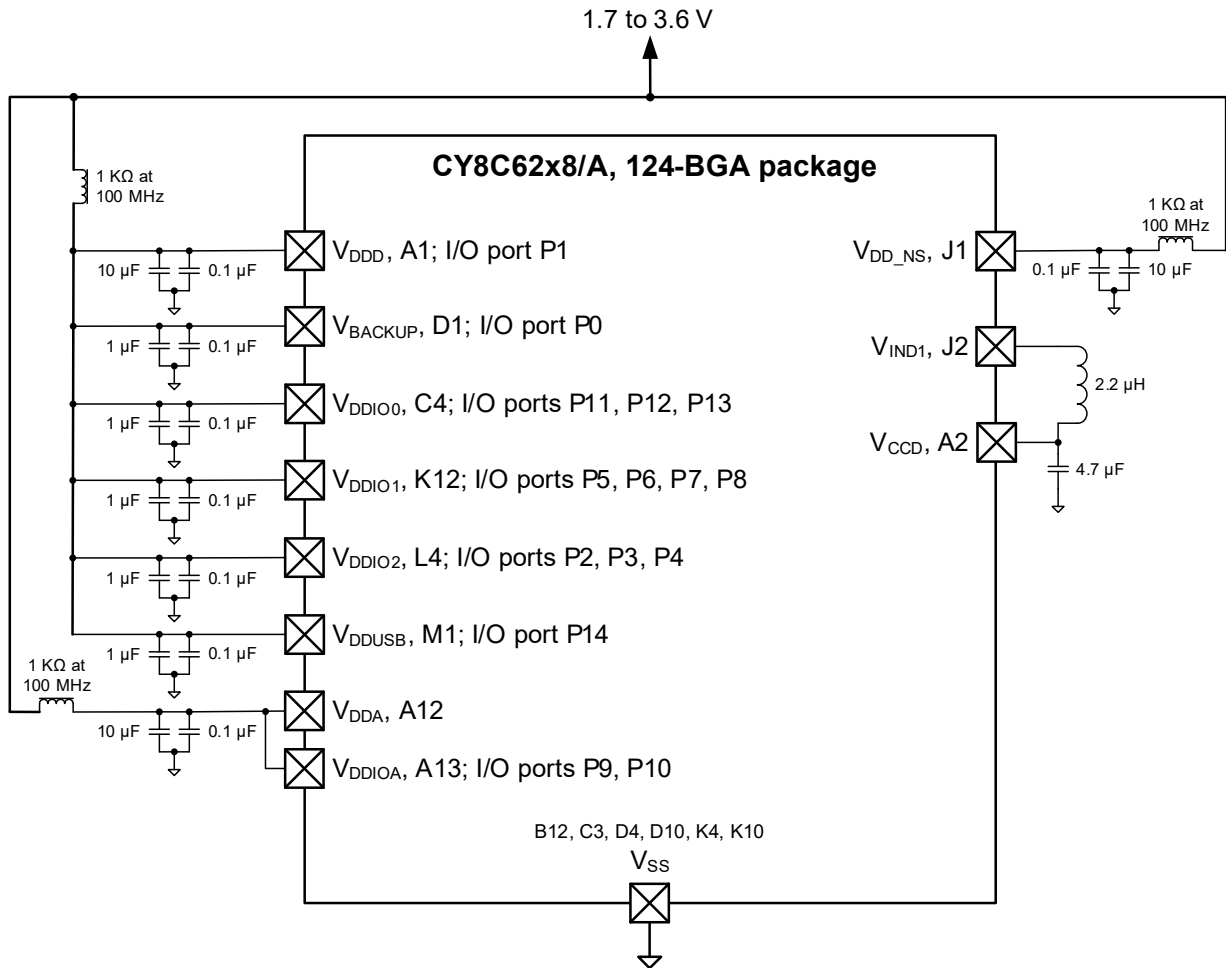 1.7 to 3.6 V
CY8C62x8/A, 124-BGA package
1 KΩ at
100 MHz
VDDD, A1; I/O port P1
10 µF
0.1 µF
VBACKUP, D1; I/O port P0
1 µF
0.1 µF
VDDIO0, C4; I/O ports P11, P12, P13
1 µF
0.1 µF
VDDIO1, K12; I/O ports P5, P6, P7, P8
1 µF
0.1 µF
VDDIO2, L4; I/O ports P2, P3, P4
1 µF
0.1 µF
VDDUSB, M1; I/O port P14
1 µF
0.1 µF
1 KΩ at
100 MHz
VDDA, A12
10 µF
0.1 µF
VDDIOA, A13; I/O ports P9, P10
1 KΩ at
100 MHz
VDD_NS, J1
0.1 µF
10 µF
VIND1, J2
2.2 µH
VCCD, A2
4.7 µF
B12, C3, D4, D10, K4, K10
VSS